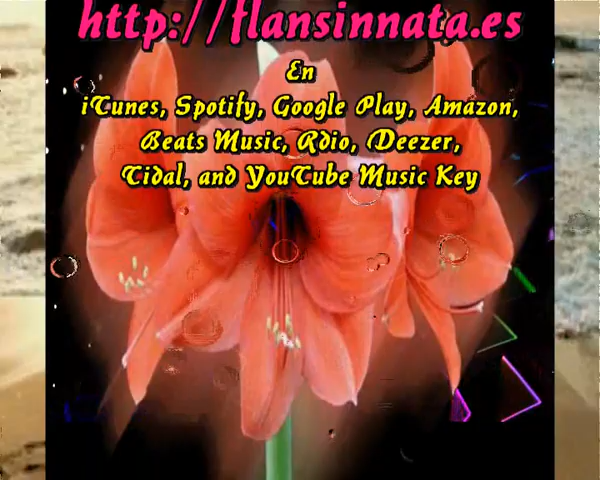 http://flansinnata.es
En
iTunes, Spotify, Google Play, Amazon,
Beats Music, Rdio, Deezer,
Tidal, and YouTube Music Key